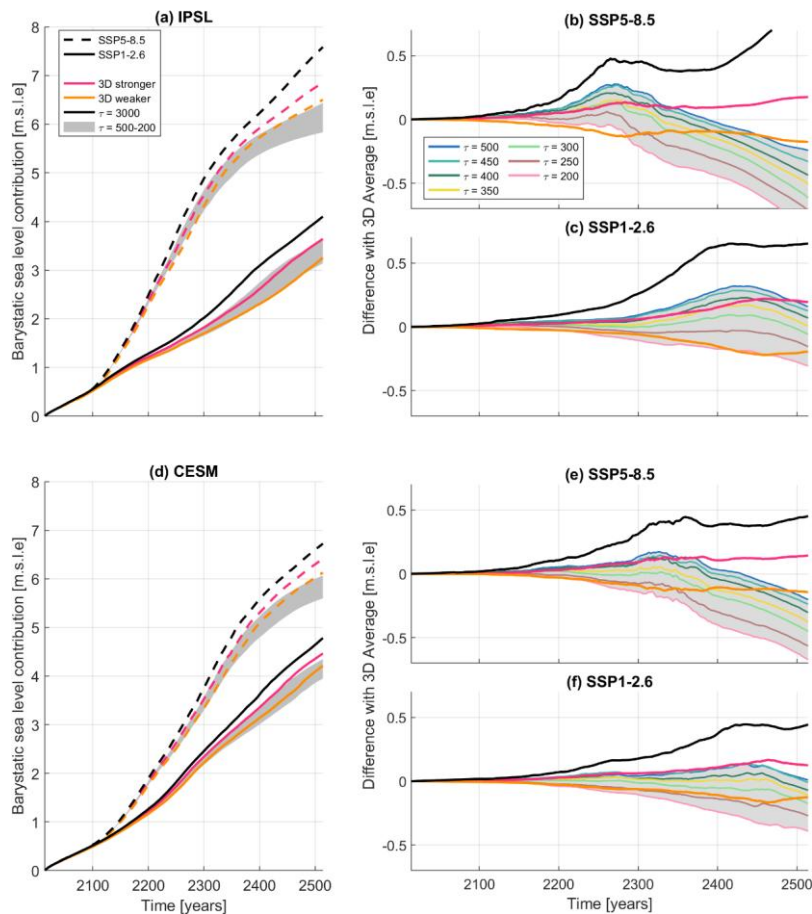 (a) IPSL
Barystatic sea level contribution [m.s.l.e]
8
7
6
5
4
3
2
1
0
SSP5-8.5
SSP1-2.6
3D stronger
3D weaker
τ = 3000
τ = 500-200
2100
2200
2300
2400
2500
(b) SSP5-8.5
Difference with 3D Average [m.s.l.e]
0.5
0
-0.5
τ = 500
τ = 450
τ = 400
τ = 350
τ = 300
τ = 250
τ = 200
(c) SSP1-2.6
0.5
0
-0.5
2100
2200
2300
2400
2500
(d) CESM
Barystatic sea level contribution [m.s.l.e]
8
7
6
5
4
3
2
1
0
2100
2200
2300
2400
2500
Time [years]
(e) SSP5-8.5
Difference with 3D Average [m.s.l.e]
0.5
0
-0.5
(f) SSP1-2.6
0.5
0
-0.5
2100
2200
2300
2400
2500
Time [years]